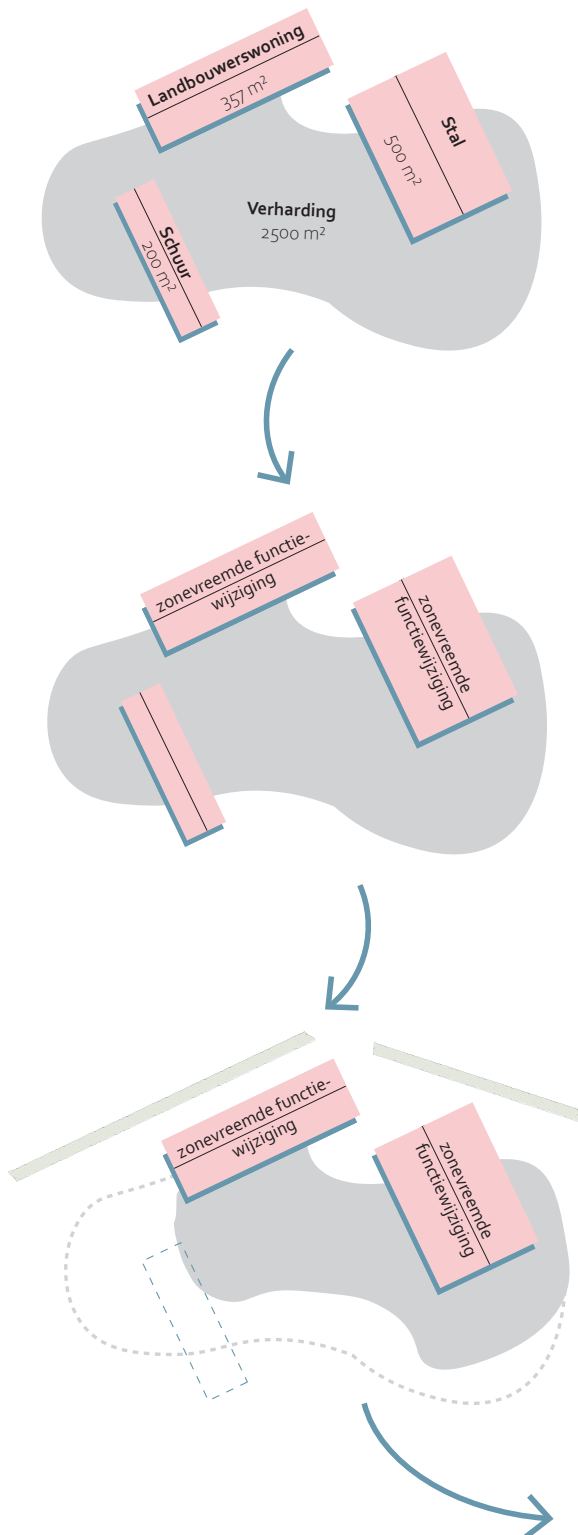 Landbouwerswoning
357 m²
Stal
500 m²
Verharding
2500 m²
Schuur
200 m²
zonevreemde functie-
wijziging
zonevreemde
functiewijziging
zonevreemde functie-
wijziging
zonevreemde
functiewijziging